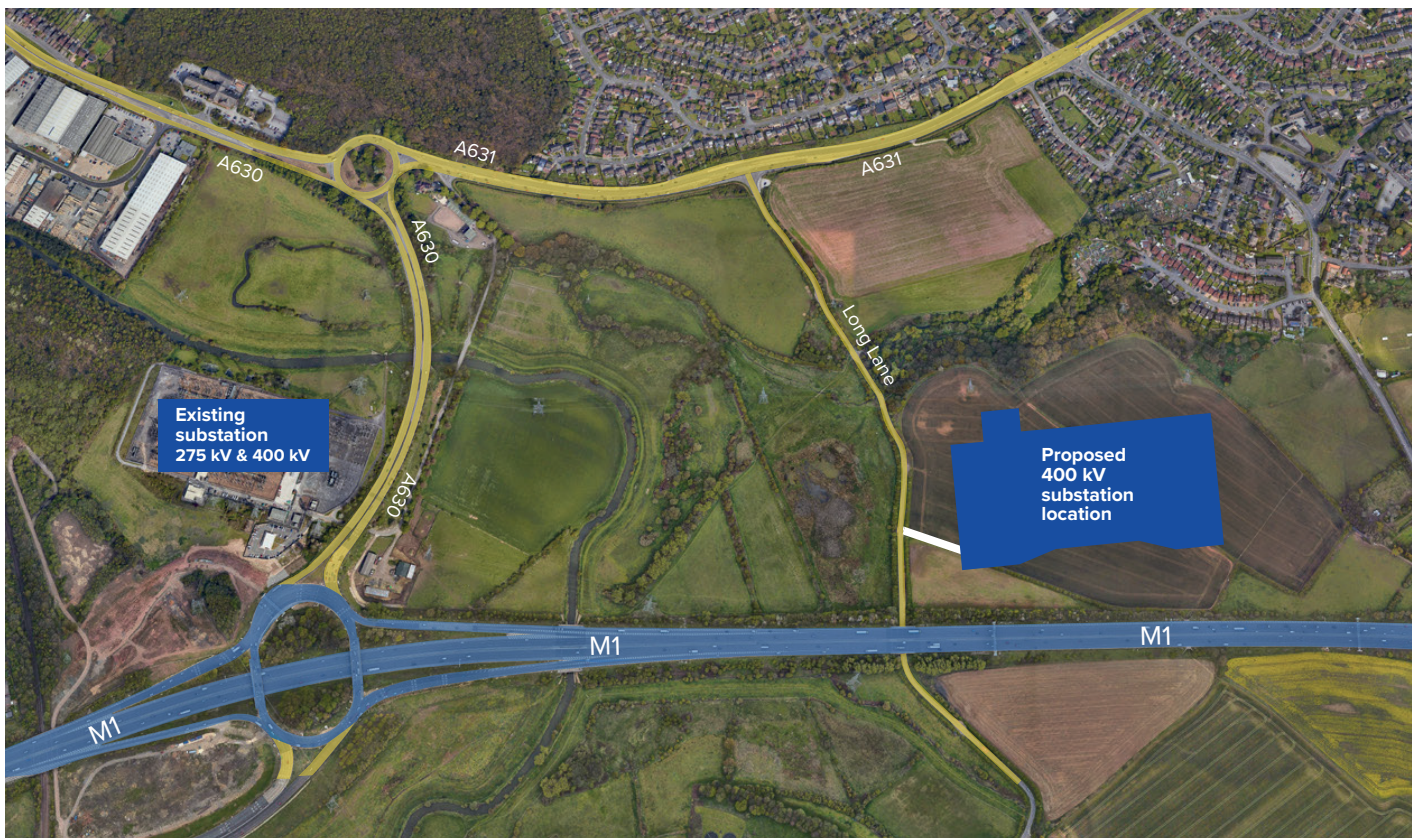 A630
A631
A631
A630
Long Lane
Existing
substation
275 kV & 400 kV
Proposed
400 kV
substation
location
A630
M1
M1
M1